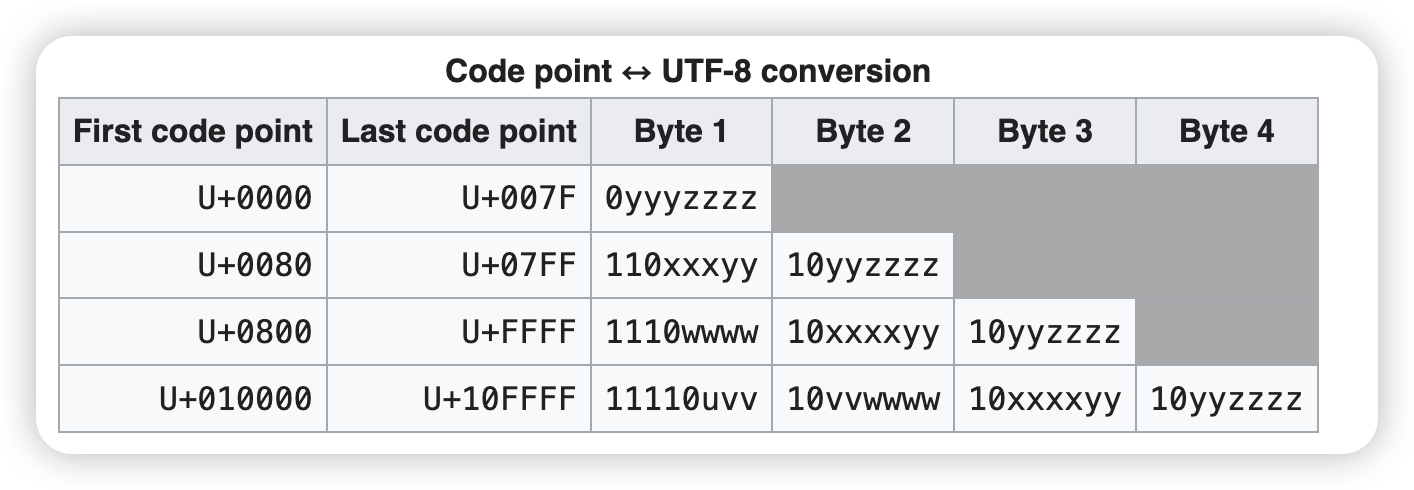 Code point ↔ UTF-8 conversion
First code point Last code point Byte 1 Byte 2 Byte 3 Byte 4
U+0000 U+007F 0yyyzzzz
U+0080 U+07FF 110xxxyy 10yyzzzz
U+0800 U+FFFF 1110wwww 10xxxxyy 10yyzzzz
U+010000 U+10FFFF 11110uvv 10vvwwww 10xxxxyy 10yyzzzz